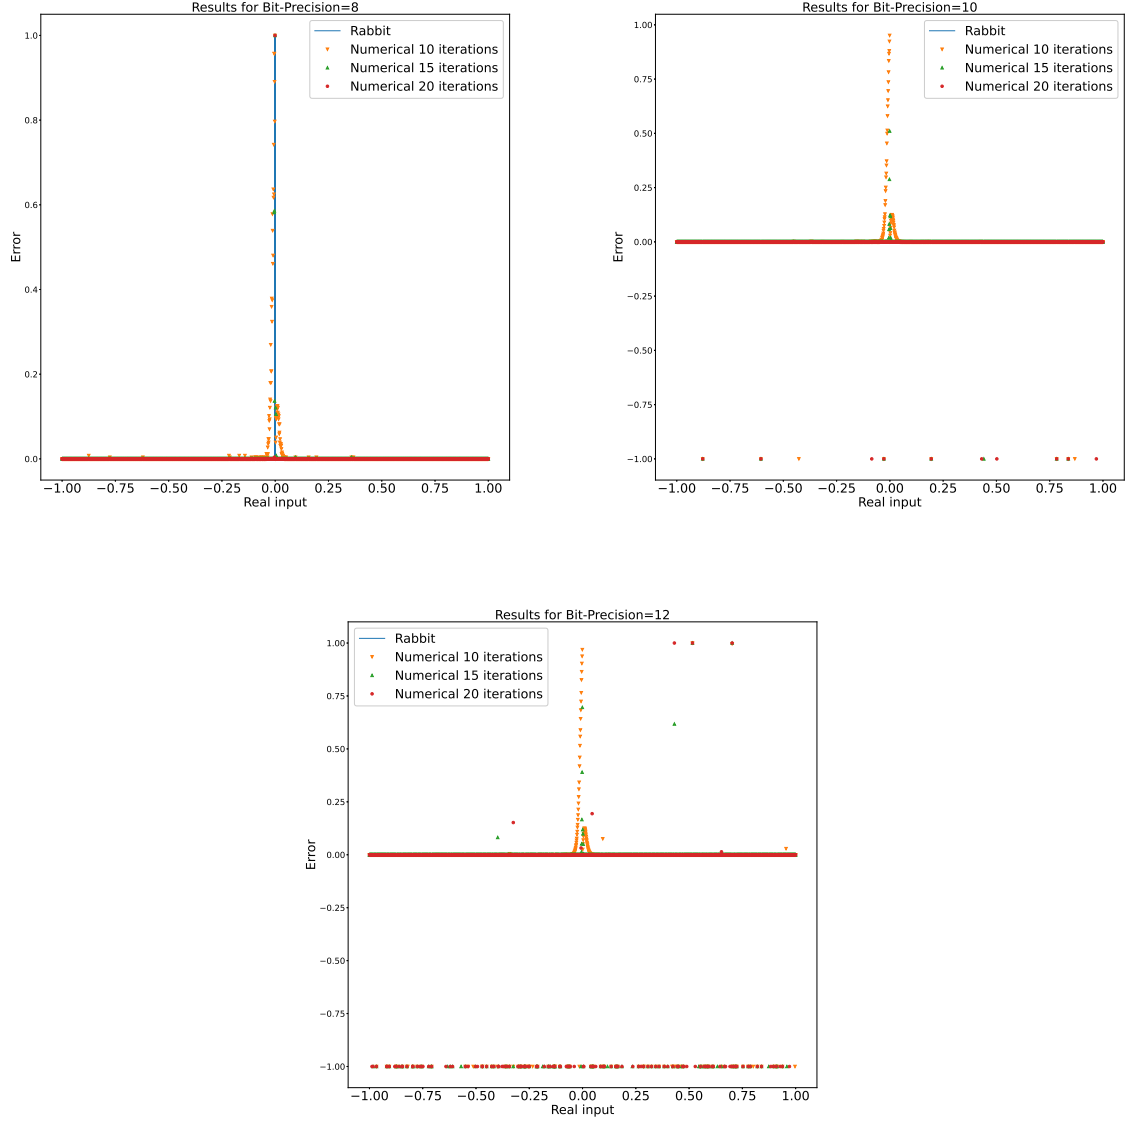 Results for Bit-Precision=8
Rabbit
Numerical 10 iterations
Numerical 15 iterations
Numerical 20 iterations
Error
1.0
0.8
0.6
0.4
0.2
0.0
−1.00 −0.75 −0.50 −0.25 0.00 0.25 0.50 0.75 1.00
Real input
Results for Bit-Precision=10
Rabbit
Numerical 10 iterations
Numerical 15 iterations
Numerical 20 iterations
Error
1.00
0.75
0.50
0.25
0.00
−0.25
−0.50
−0.75
−1.00
−1.00 −0.75 −0.50 −0.25 0.00 0.25 0.50 0.75 1.00
Real input
Results for Bit-Precision=12
Rabbit
Numerical 10 iterations
Numerical 15 iterations
Numerical 20 iterations
Error
1.00
0.75
0.50
0.25
0.00
−0.25
−0.50
−0.75
−1.00
−1.00 −0.75 −0.50 −0.25 0.00 0.25 0.50 0.75 1.00
Real input